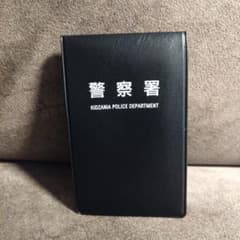 警察署
KIDZANIA POLICE DEPARTMENT